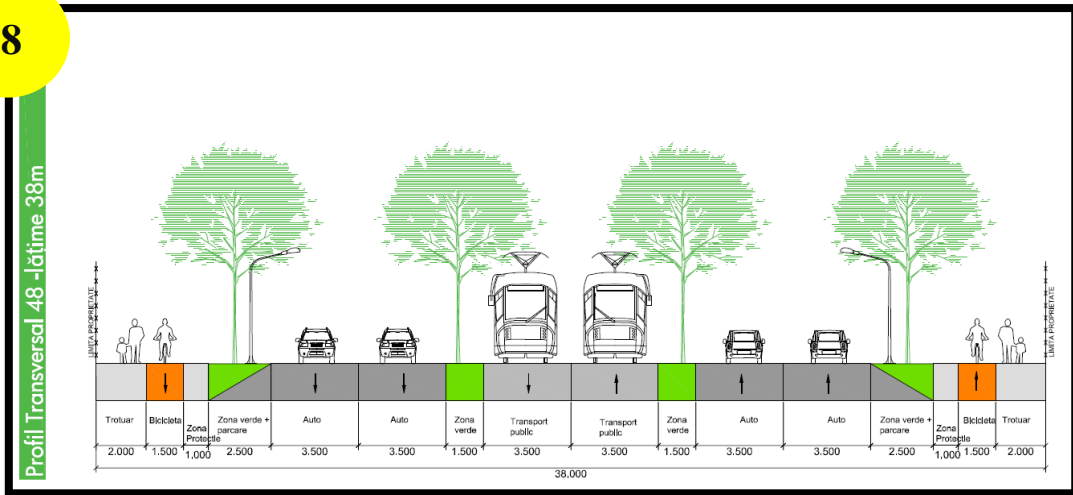 8
Profil Transversal 48 -lățime 38m
LIMITA PROPRIETATE
LIMITA PROPRIETATE
Trotuar
Bicicleta
Zona Protectie
Zona verde + parcare
Auto
Auto
Zona verde
Transport public
Transport public
Zona verde
Auto
Auto
Zona verde + parcare
Zona Protectie
Bicicleta
Trotuar
2.000 1.500 1.000 2.500 3.500 3.500 1.500 3.500 3.500 1.500 3.500 3.500 2.500 1.000 1.500 2.000
38.000